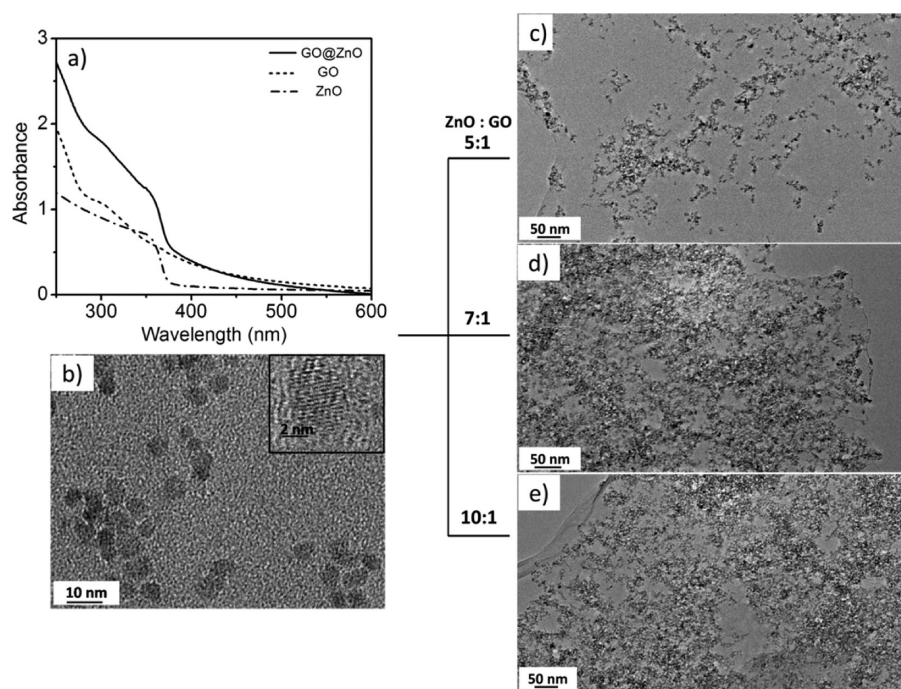 a)
GO@ZnO
GO
ZnO
3
2
1
0
Absorbance
300
400
500
600
Wavelength (nm)
b)
2 nm
10 nm
ZnO : GO
5:1
7:1
10:1
c)
50 nm
d)
50 nm
e)
50 nm